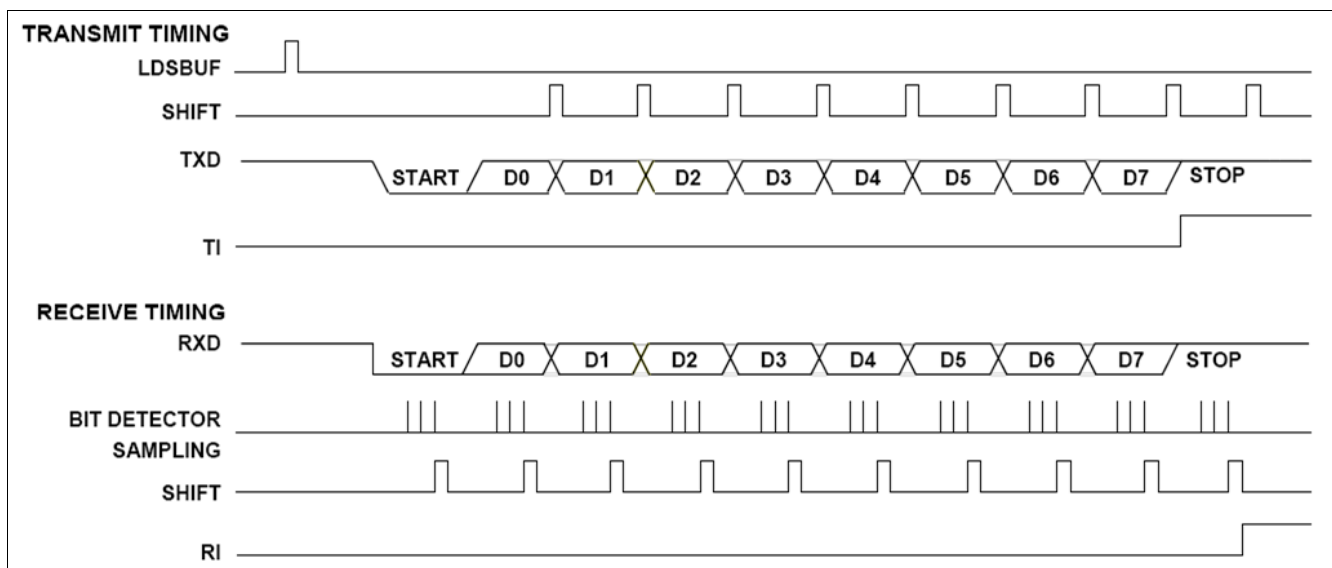 TRANSMIT TIMING
LDSBUF
SHIFT
TXD START D0 D1 D2 D3 D4 D5 D6 D7 STOP
TI
RECEIVE TIMING
RXD START D0 D1 D2 D3 D4 D5 D6 D7 STOP
BIT DETECTOR
SAMPLING
SHIFT
RI